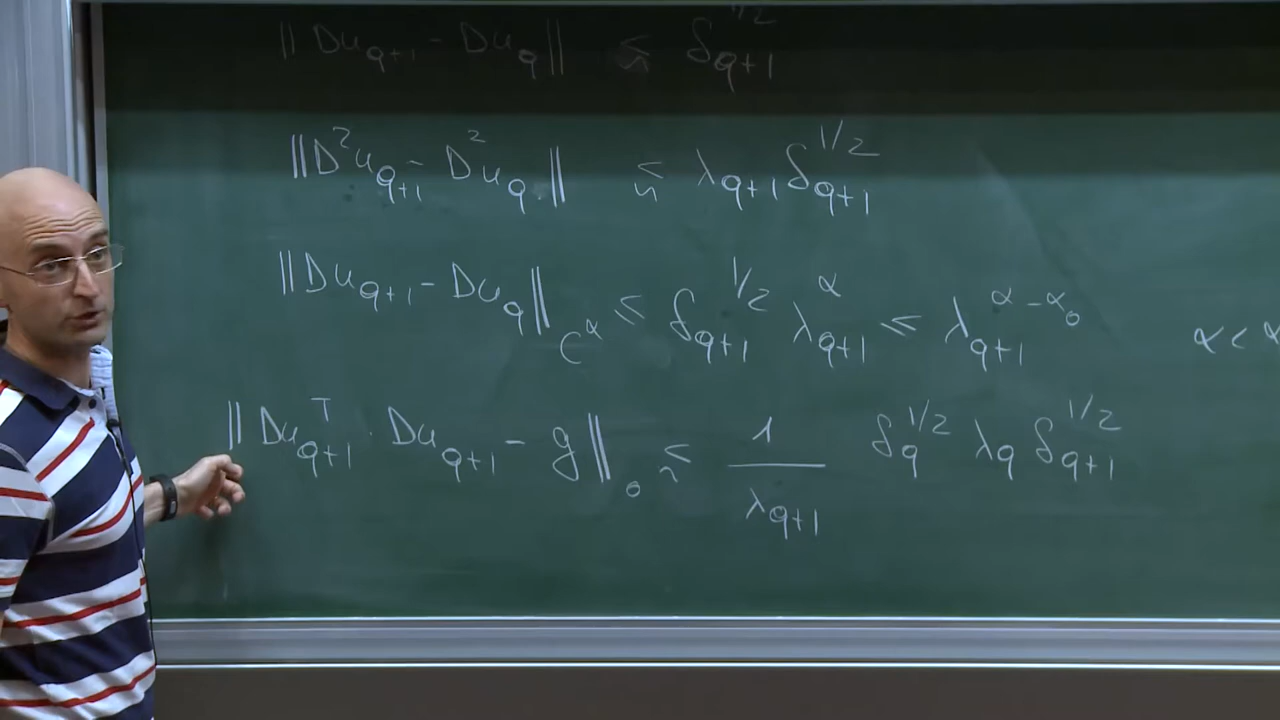 ‖Du_{q+1} - Du_q‖ ≲ δ_{q+1}^{1/2}
‖D²u_{q+1} - D²u_q‖ ≲ λ_{q+1} δ_{q+1}^{1/2}
‖Du_{q+1} - Du_q‖_{C^α} ≤ δ_{q+1}^{1/2} λ_{q+1}^α ≤ λ_{q+1}^{α-α_0} α < α
‖Du_{q+1}^T · Du_{q+1} - g‖_0 ≲ \frac{1}{λ_{q+1}} δ_q^{1/2} λ_q δ_{q+1}^{1/2}